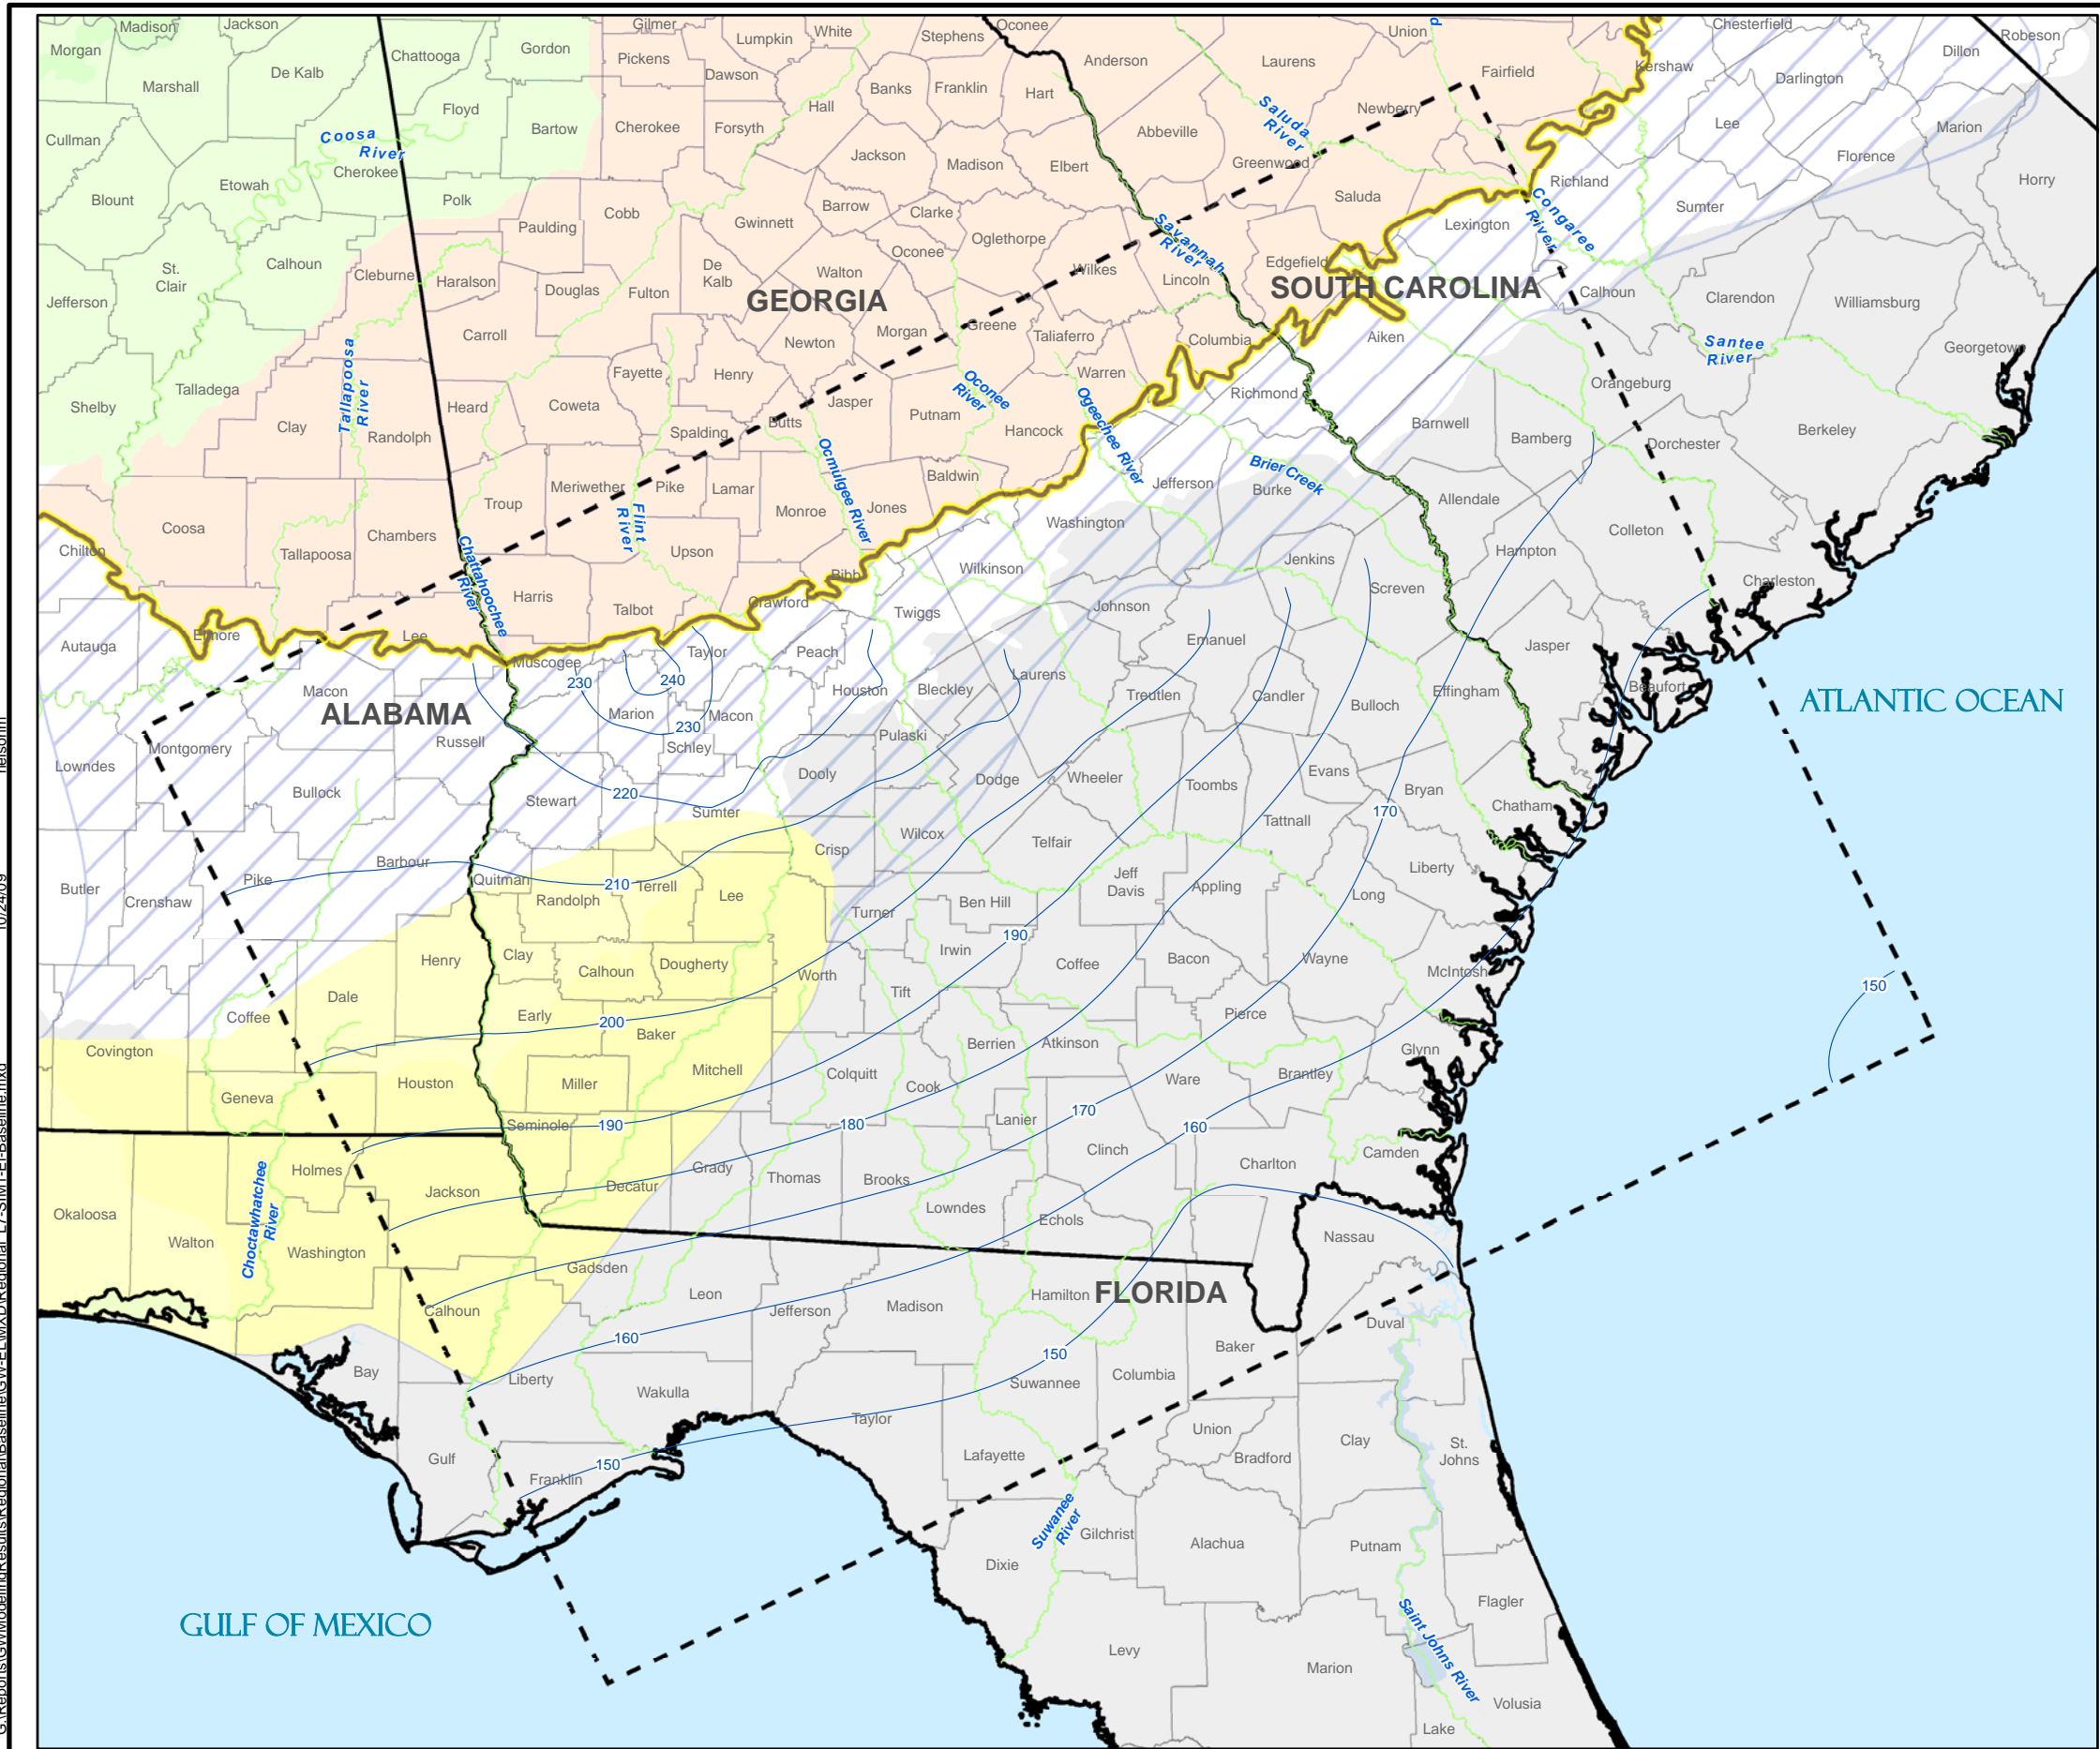 Madison
Jackson
Morgan
De Kalb
Marshall
Chattooga
Gordon
Gilmer
Pickens
Lumpkin
White
Stephens
Oconee
Dawson
Banks
Franklin
Hart
Anderson
Laurens
Union
Fairfield
Kershaw
Chesterfield
Dillon
Robeson
Darlington
Newberry
Cullman
Coosa
River
Cherokee
Floyd
Bartow
Cherokee
Forsyth
Hall
Jackson
Madison
Elbert
Abbeville
Saluda
River
Greenwood
Lee
Marion
Florence
Horry
Blount
Etowah
Polk
Paulding
Cobb
Gwinnett
Barrow
Clarke
Oconee
Oglethorpe
Savannah
River
Saluda
Richland
Congaree
River
Lexington
Sumter
St.
Clair
Calhoun
Cleburne
Haralson
Douglas
Fulton
De
Kalb
Walton
Wilkes
Lincoln
Edgefield
Calhoun
Clarendon
Williamsburg
Jefferson
GEORGIA
SOUTH CAROLINA
Carroll
Newton
Morgan
Greene
Taliaferro
Columbia
Aiken
Santee
River
Georgetown
Shelby
Talladega
Tallapoosa
River
Heard
Coweta
Fayette
Henry
Jasper
Oconee
River
Warren
Richmond
Orangeburg
Clay
Randolph
Spalding
Butts
Putnam
Hancock
Ogeechee River
Barnwell
Bamberg
Dorchester
Berkeley
Coosa
Chambers
Troup
Meriwether
Pike
Lamar
Ocmulgee River
Baldwin
Jones
Monroe
Jefferson
Brier Creek
Burke
Allendale
Flint
River
Chilton
Tallapoosa
Upson
Washington
Colleton
Hampton
Chattahoochee
River
Wilkinson
Jenkins
Screven
Charleston
Harris
Talbot
Bibb
Crawford
Twiggs
Johnson
Emanuel
Autauga
Elmore
Lee
Muscogee
Taylor
Peach
Jasper
230
240
Houston
Bleckley
Laurens
Treutlen
Candler
Bulloch
Effingham
Beaufort
Macon
ALABAMA
Marion
230
Macon
ATLANTIC OCEAN
Montgomery
Russell
Schley
Pulaski
Lowndes
Bullock
Stewart
220
Dooly
Dodge
Wheeler
Toombs
Evans
Bryan
170
Chatham
Sumter
Wilcox
Telfair
Tattnall
Butler
Pike
Crenshaw
Barbour
Quitman
210
Terrell
Lee
Randolph
Crisp
Jeff
Davis
Appling
Liberty
Long
Turner
Ben Hill
190
Henry
Clay
Calhoun
Dougherty
Worth
Irwin
Coffee
Bacon
Wayne
McIntosh
150
Dale
Coffee
Early
200
Baker
Tift
Pierce
Covington
Berrien
Atkinson
Glynn
Geneva
Houston
Miller
Mitchell
Colquitt
Cook
Ware
Brantley
Seminole
190
180
Lanier
170
160
Clinch
Camden
Charlton
Okaloosa
Walton
Choctawhatchee
River
Holmes
Jackson
Washington
Decatur
Grady
Thomas
Brooks
Lowndes
Echols
Nassau
Gadsden
Calhoun
Leon
Jefferson
Madison
Hamilton
FLORIDA
160
150
Duval
Baker
Bay
Liberty
Wakulla
Suwannee
Columbia
Taylor
Union
Clay
St.
Johns
Gulf
150
Franklin
Lafayette
Bradford
Suwanee
River
Gilchrist
Alachua
Putnam
Dixie
Flagler
GULF OF MEXICO
Levy
Marion
Saint Johns River
Volusia
Lake